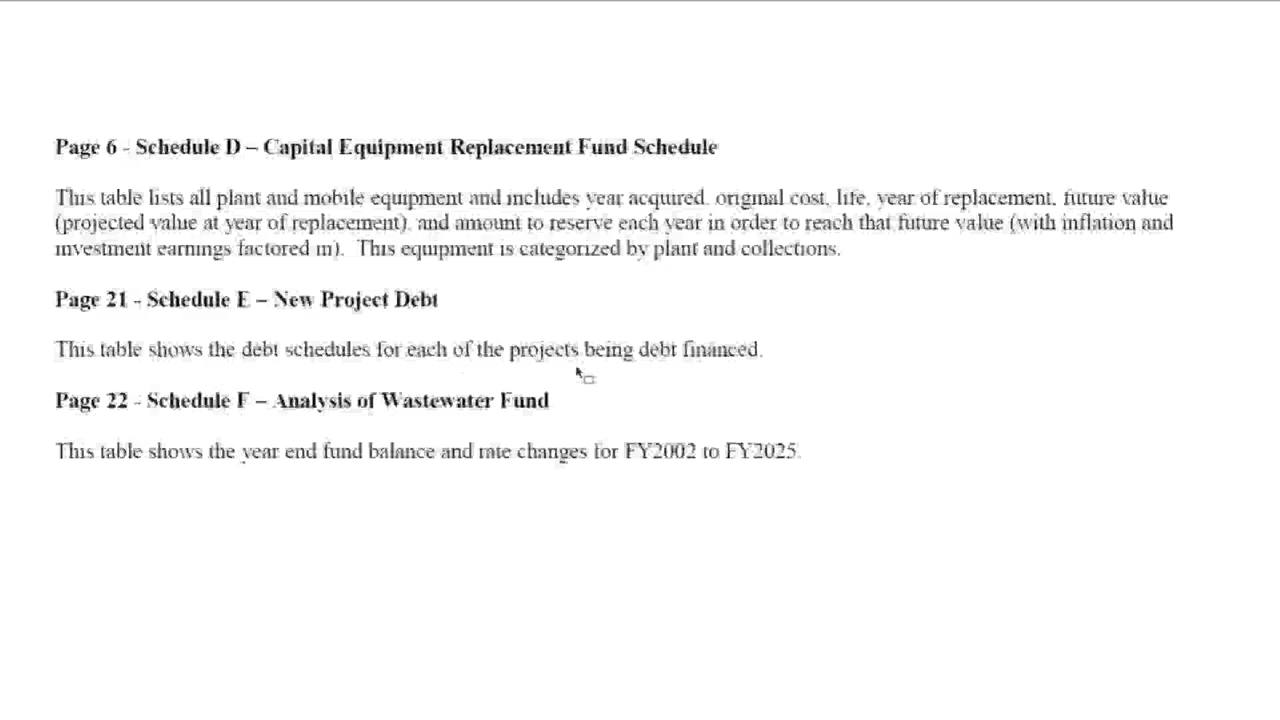 Page 6 - Schedule D – Capital Equipment Replacement Fund Schedule
This table lists all plant and mobile equipment and includes year acquired, original cost, life, year of replacement, future value
(projected value at year of replacement), and amount to reserve each year in order to reach that future value (with inflation and
investment earnings factored in).  This equipment is categorized by plant and collections.
Page 21 - Schedule E – New Project Debt
This table shows the debt schedules for each of the projects being debt financed.
Page 22 - Schedule F – Analysis of Wastewater Fund
This table shows the year end fund balance and rate changes for FY2002 to FY2025.